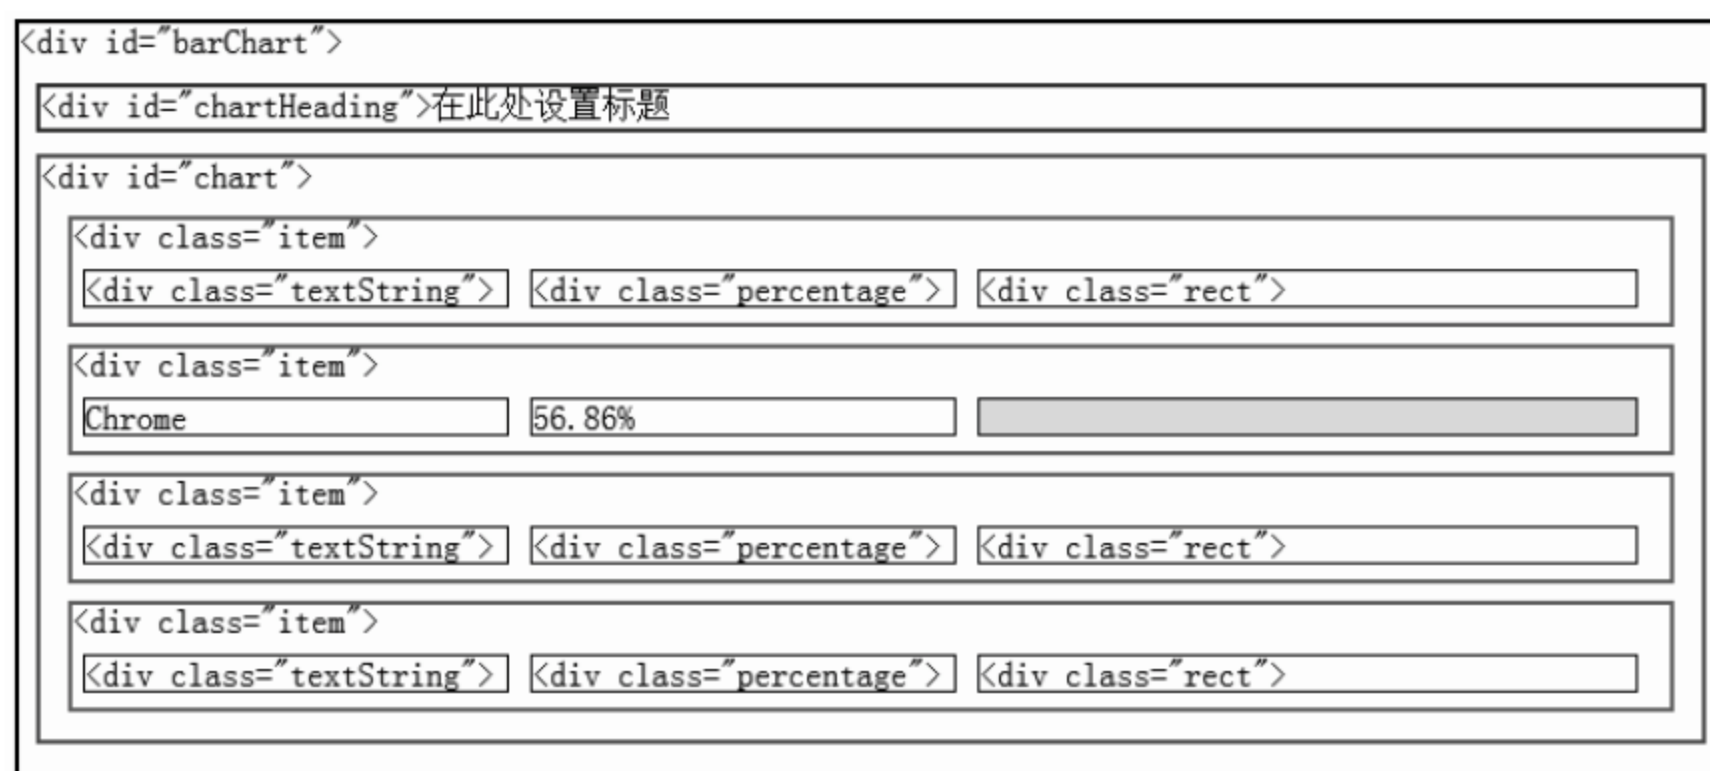 <div id="barChart">
<div id="chartHeading">在此处设置标题
<div id="chart">
<div class="item">
<div class="textString"> <div class="percentage"> <div class="rect">
<div class="item">
Chrome 56.86%
<div class="item">
<div class="textString"> <div class="percentage"> <div class="rect">
<div class="item">
<div class="textString"> <div class="percentage"> <div class="rect">